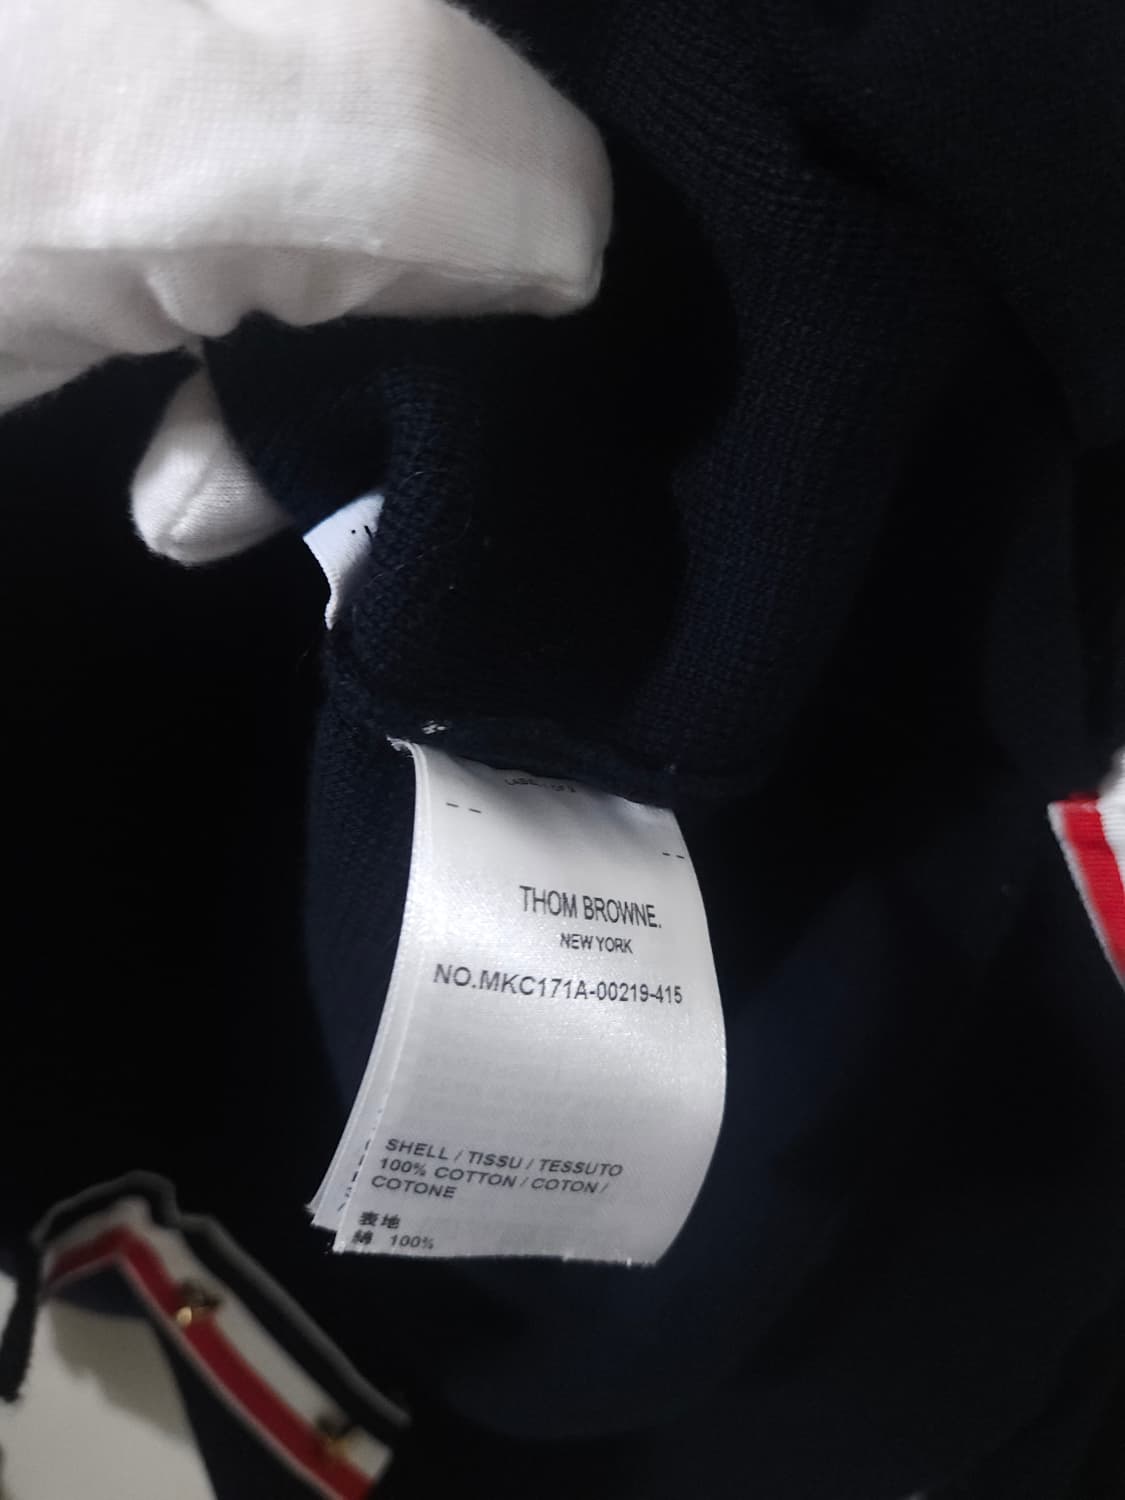 THOM BROWNE.
NEW YORK
NO.MKC171A-00219-415
SHELL / TISSU / TESSUTO
100% COTTON / COTON /
COTONE
表地
綿 100%